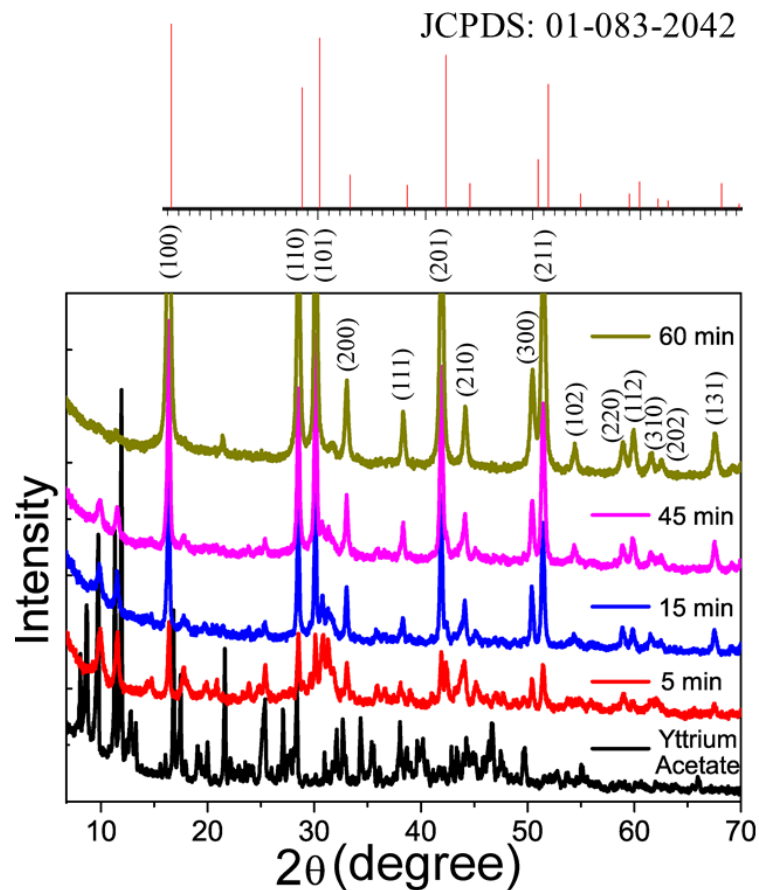 JCPDS: 01-083-2042
(100)
(110)
(101)
(201)
(211)
(200)
(111)
(210)
(300)
(102)
(220)
(112)
(310)
(202)
(131)
60 min
45 min
15 min
5 min
Yttrium
Acetate
Intensity
10 20 30 40 50 60 70
2θ (degree)